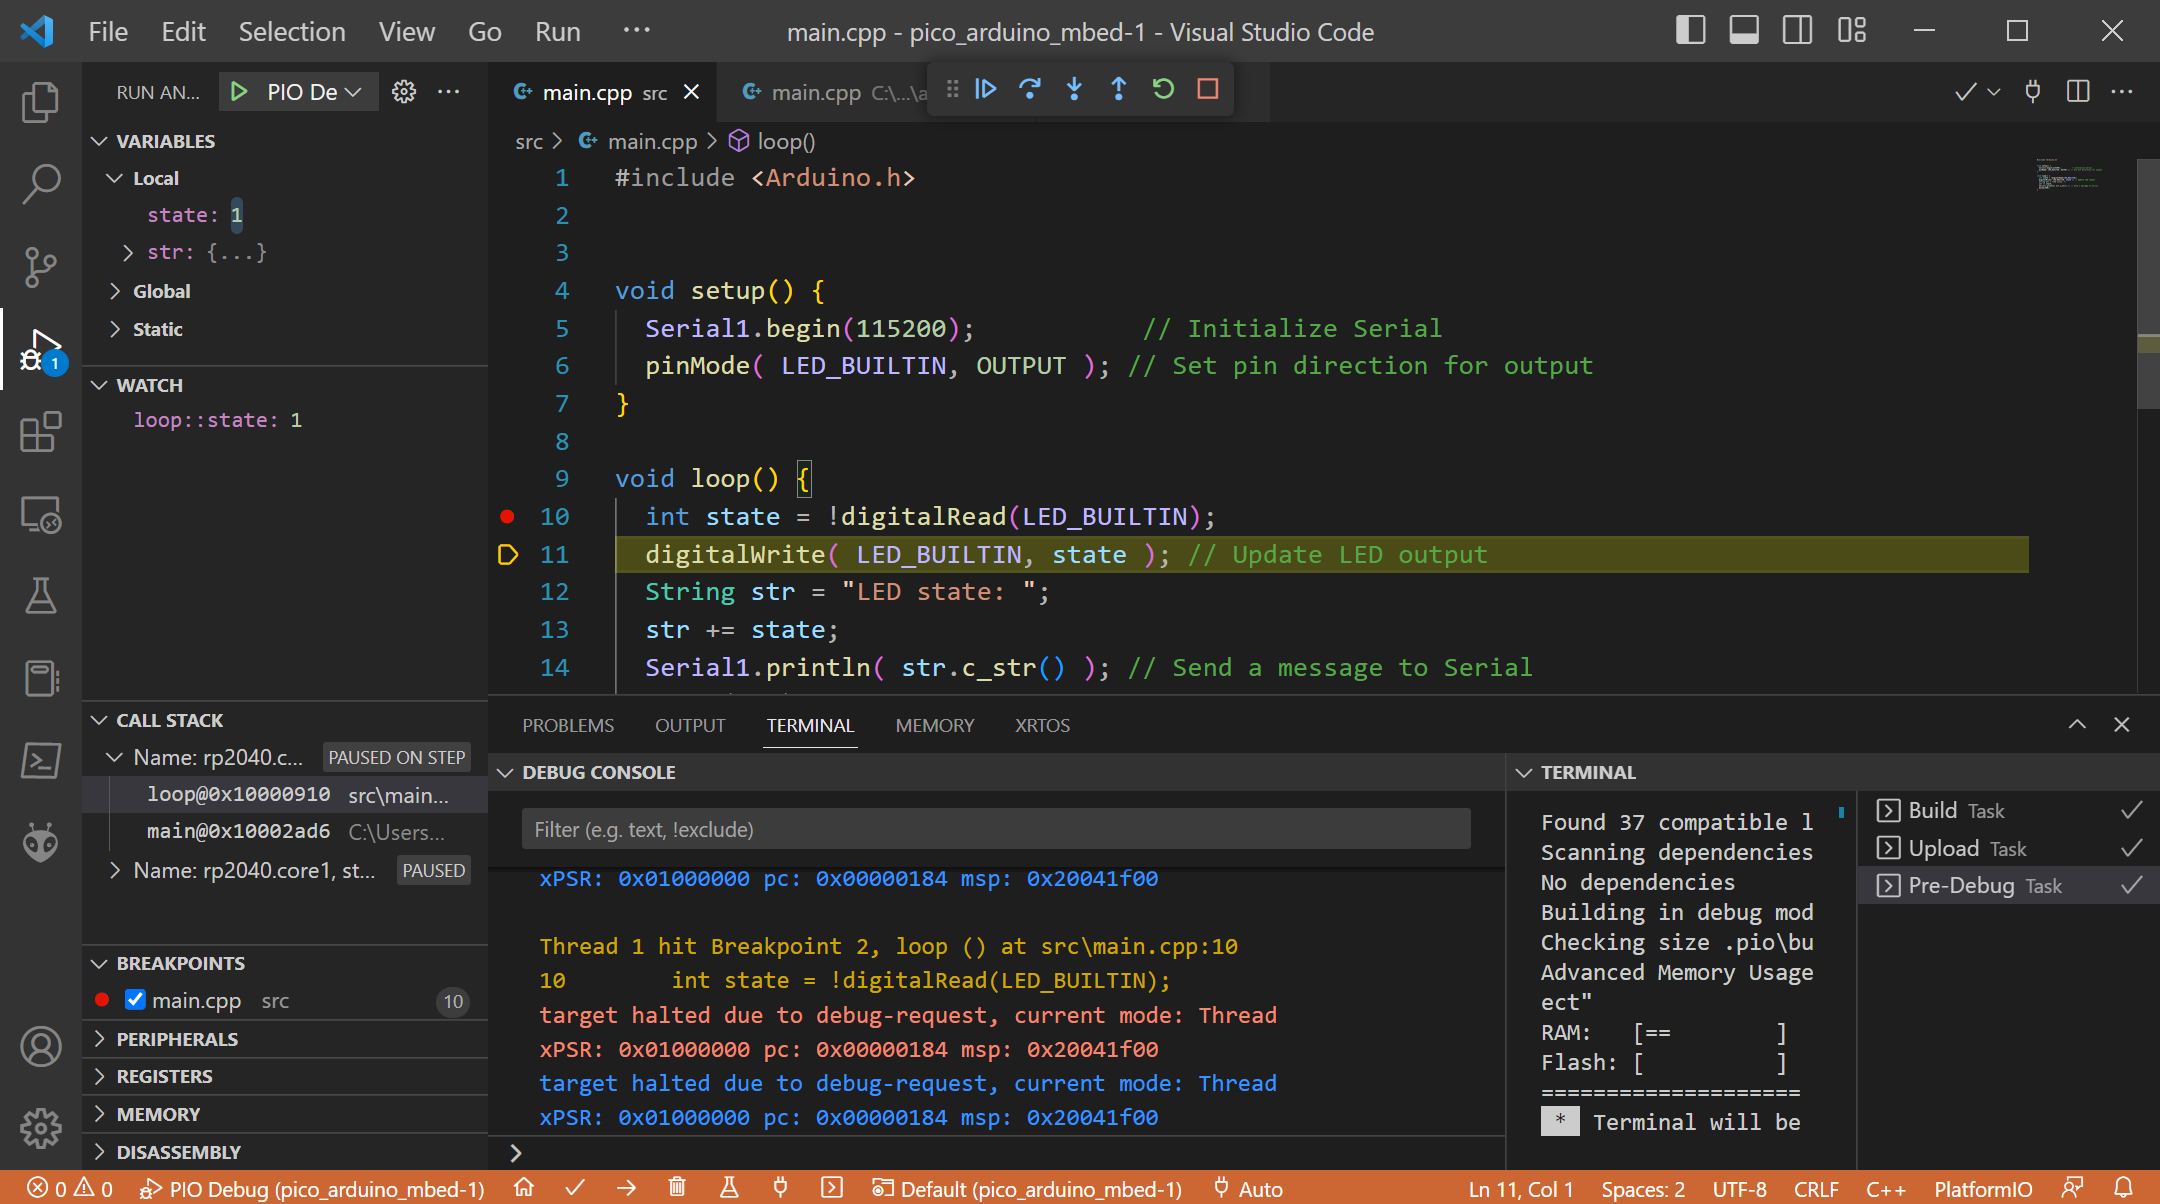 File Edit Selection View Go Run ··· main.cpp - pico_arduino_mbed-1 - Visual Studio Code
RUN AN... PIO De ···
main.cpp src main.cpp C:\...\a
src > main.cpp > loop()
VARIABLES
Local
state: 1
str: {...}
Global
Static
1
WATCH
loop::state: 1
CALL STACK
Name: rp2040.c... PAUSED ON STEP
loop@0x10000910 src\main...
main@0x10002ad6 C:\Users...
Name: rp2040.core1, st... PAUSED
BREAKPOINTS
main.cpp src 10
PERIPHERALS
REGISTERS
MEMORY
DISASSEMBLY
1 #include <Arduino.h>
2
3
4 void setup() {
5 Serial1.begin(115200); // Initialize Serial
6 pinMode( LED_BUILTIN, OUTPUT ); // Set pin direction for output
7 }
8
9 void loop() {
10 int state = !digitalRead(LED_BUILTIN);
11 digitalWrite( LED_BUILTIN, state ); // Update LED output
12 String str = "LED state: ";
13 str += state;
14 Serial1.println( str.c_str() ); // Send a message to Serial
PROBLEMS OUTPUT TERMINAL MEMORY XRTOS
DEBUG CONSOLE
Filter (e.g. text, !exclude)
xPSR: 0x01000000 pc: 0x00000184 msp: 0x20041f00
Thread 1 hit Breakpoint 2, loop () at src\main.cpp:10
10 int state = !digitalRead(LED_BUILTIN);
target halted due to debug-request, current mode: Thread
xPSR: 0x01000000 pc: 0x00000184 msp: 0x20041f00
target halted due to debug-request, current mode: Thread
xPSR: 0x01000000 pc: 0x00000184 msp: 0x20041f00
>
TERMINAL
Found 37 compatible l
Scanning dependencies
No dependencies
Building in debug mod
Checking size .pio\bu
Advanced Memory Usage
ect"
RAM: [== ]
Flash: [ ]
====================
* Terminal will be
Build Task
Upload Task
Pre-Debug Task
0 0 PIO Debug (pico_arduino_mbed-1) Default (pico_arduino_mbed-1) Auto Ln 11, Col 1 Spaces: 2 UTF-8 CRLF C++ PlatformIO